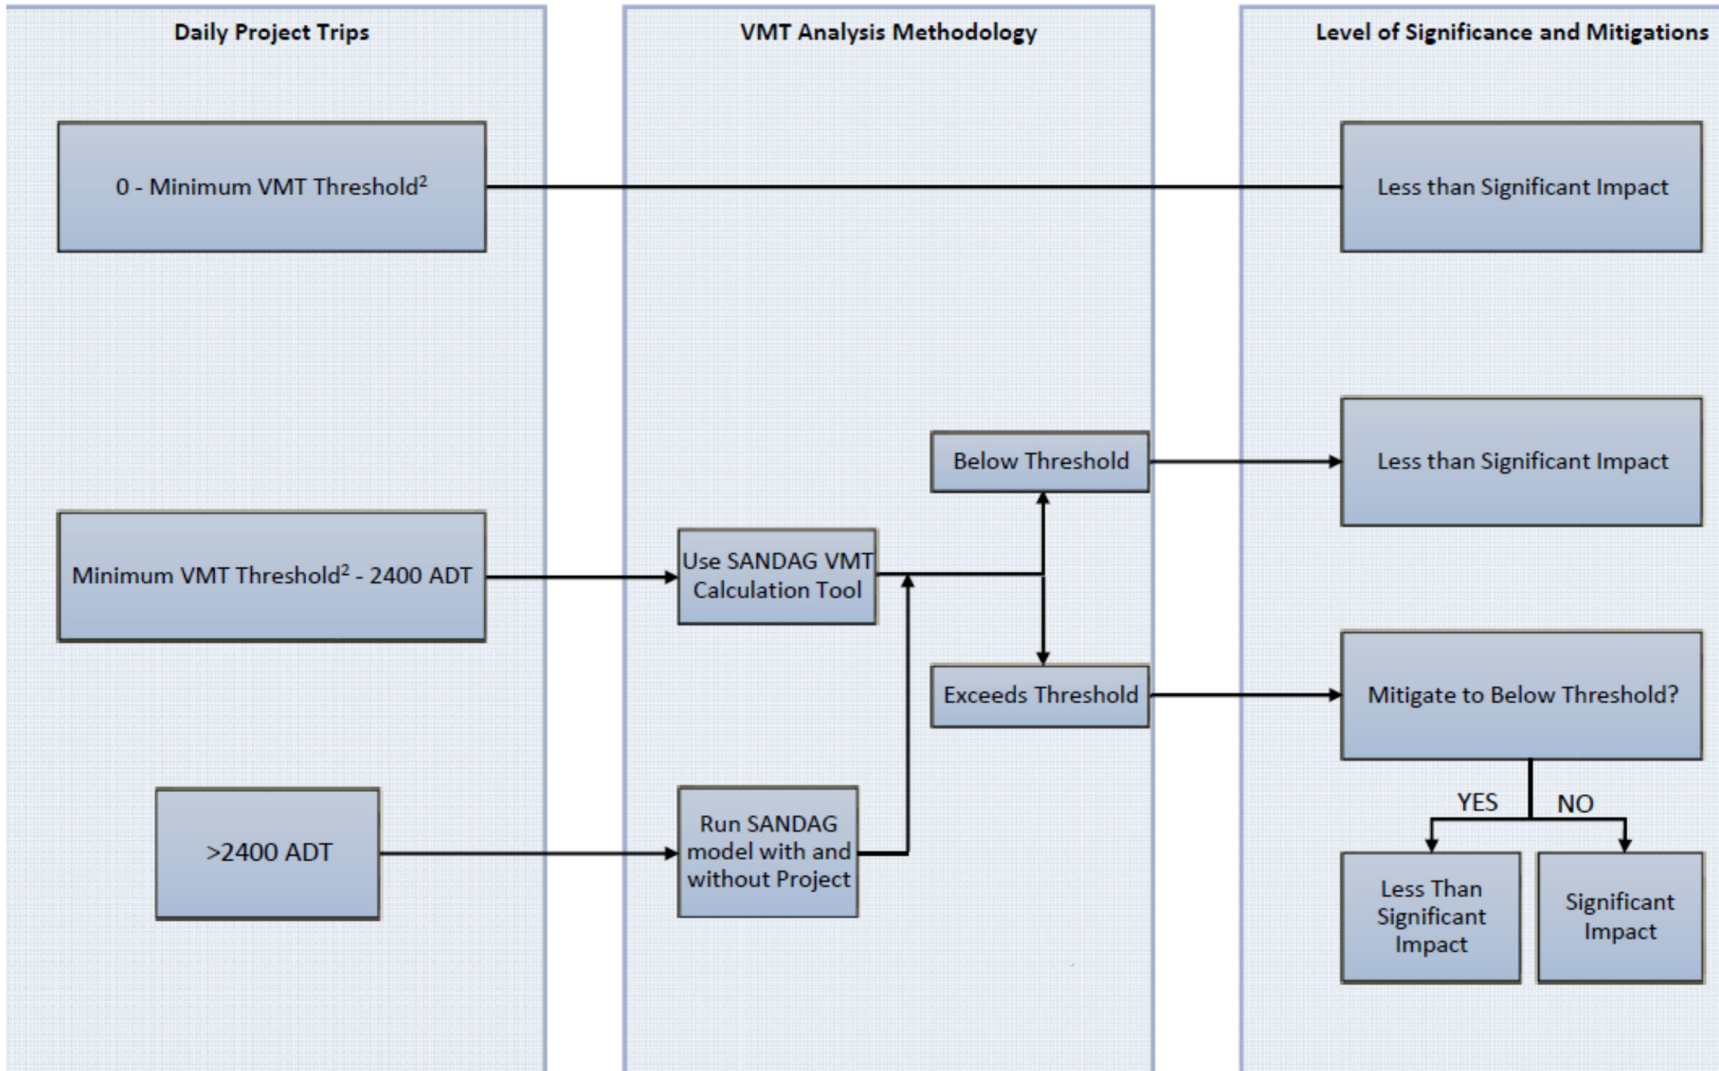 Daily Project Trips
VMT Analysis Methodology
Level of Significance and Mitigations
0 - Minimum VMT Threshold²
Less than Significant Impact
Below Threshold
Less than Significant Impact
Minimum VMT Threshold² - 2400 ADT
Use SANDAG VMT
Calculation Tool
Exceeds Threshold
Mitigate to Below Threshold?
YES
NO
>2400 ADT
Run SANDAG
model with and
without Project
Less Than
Significant
Impact
Significant
Impact